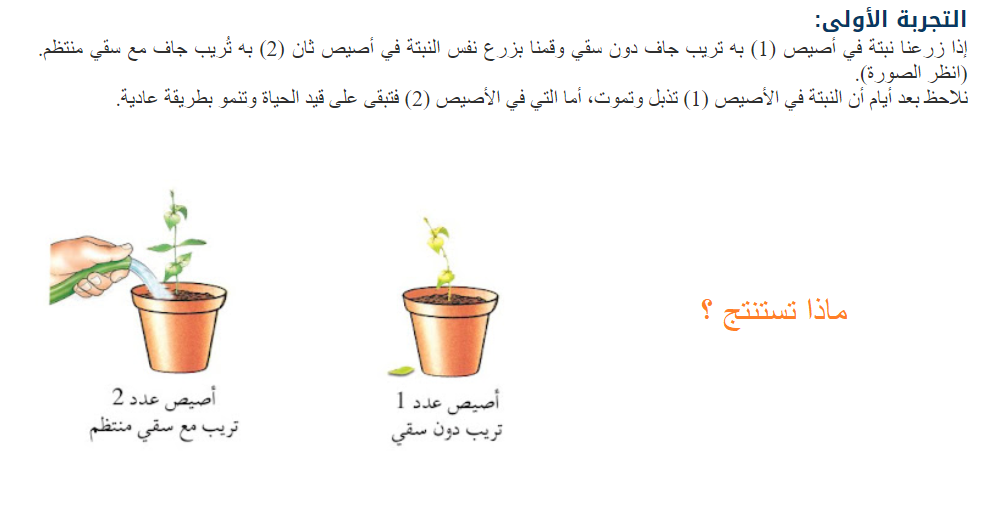 التجربة الأولى:
إذا زرعنا نبتة في أصيص (1) به تريب جاف دون سقي وقمنا بزرع نفس النبتة في أصيص ثان (2) به تُريب جاف مع سقي منتظم.
(انظر الصورة).
نلاحظ بعد أيام أن النبتة في الأصيص (1) تذبل وتموت، أما التي في الأصيص (2) فتبقى على قيد الحياة وتنمو بطريقة عادية.
ماذا تستنتج ؟
أصيص عدد 1
تريب دون سقي
أصيص عدد 2
تريب مع سقي منتظم